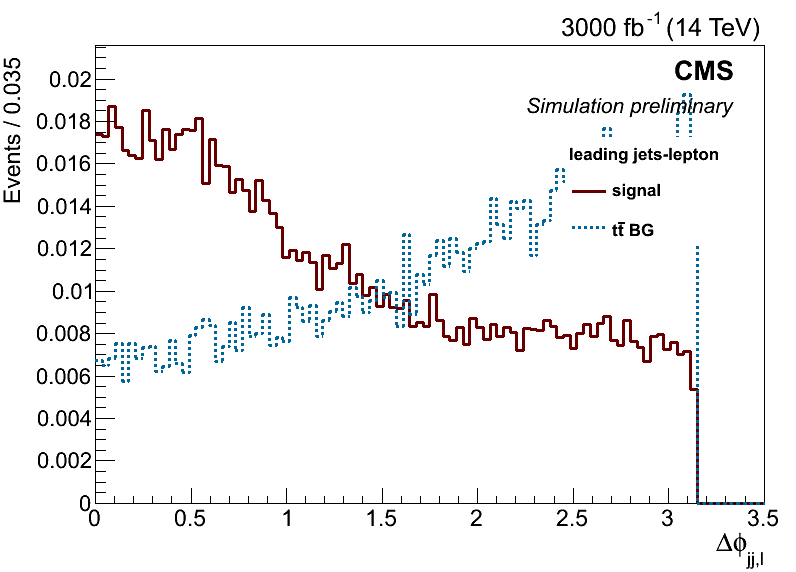 3000 fb⁻¹ (14 TeV)
Events / 0.035
CMS
Simulation preliminary
leading jets-lepton
signal
tt̄ BG
0.02
0.018
0.016
0.014
0.012
0.01
0.008
0.006
0.004
0.002
0
0 0.5 1 1.5 2 2.5 3 3.5
Δϕjj,l